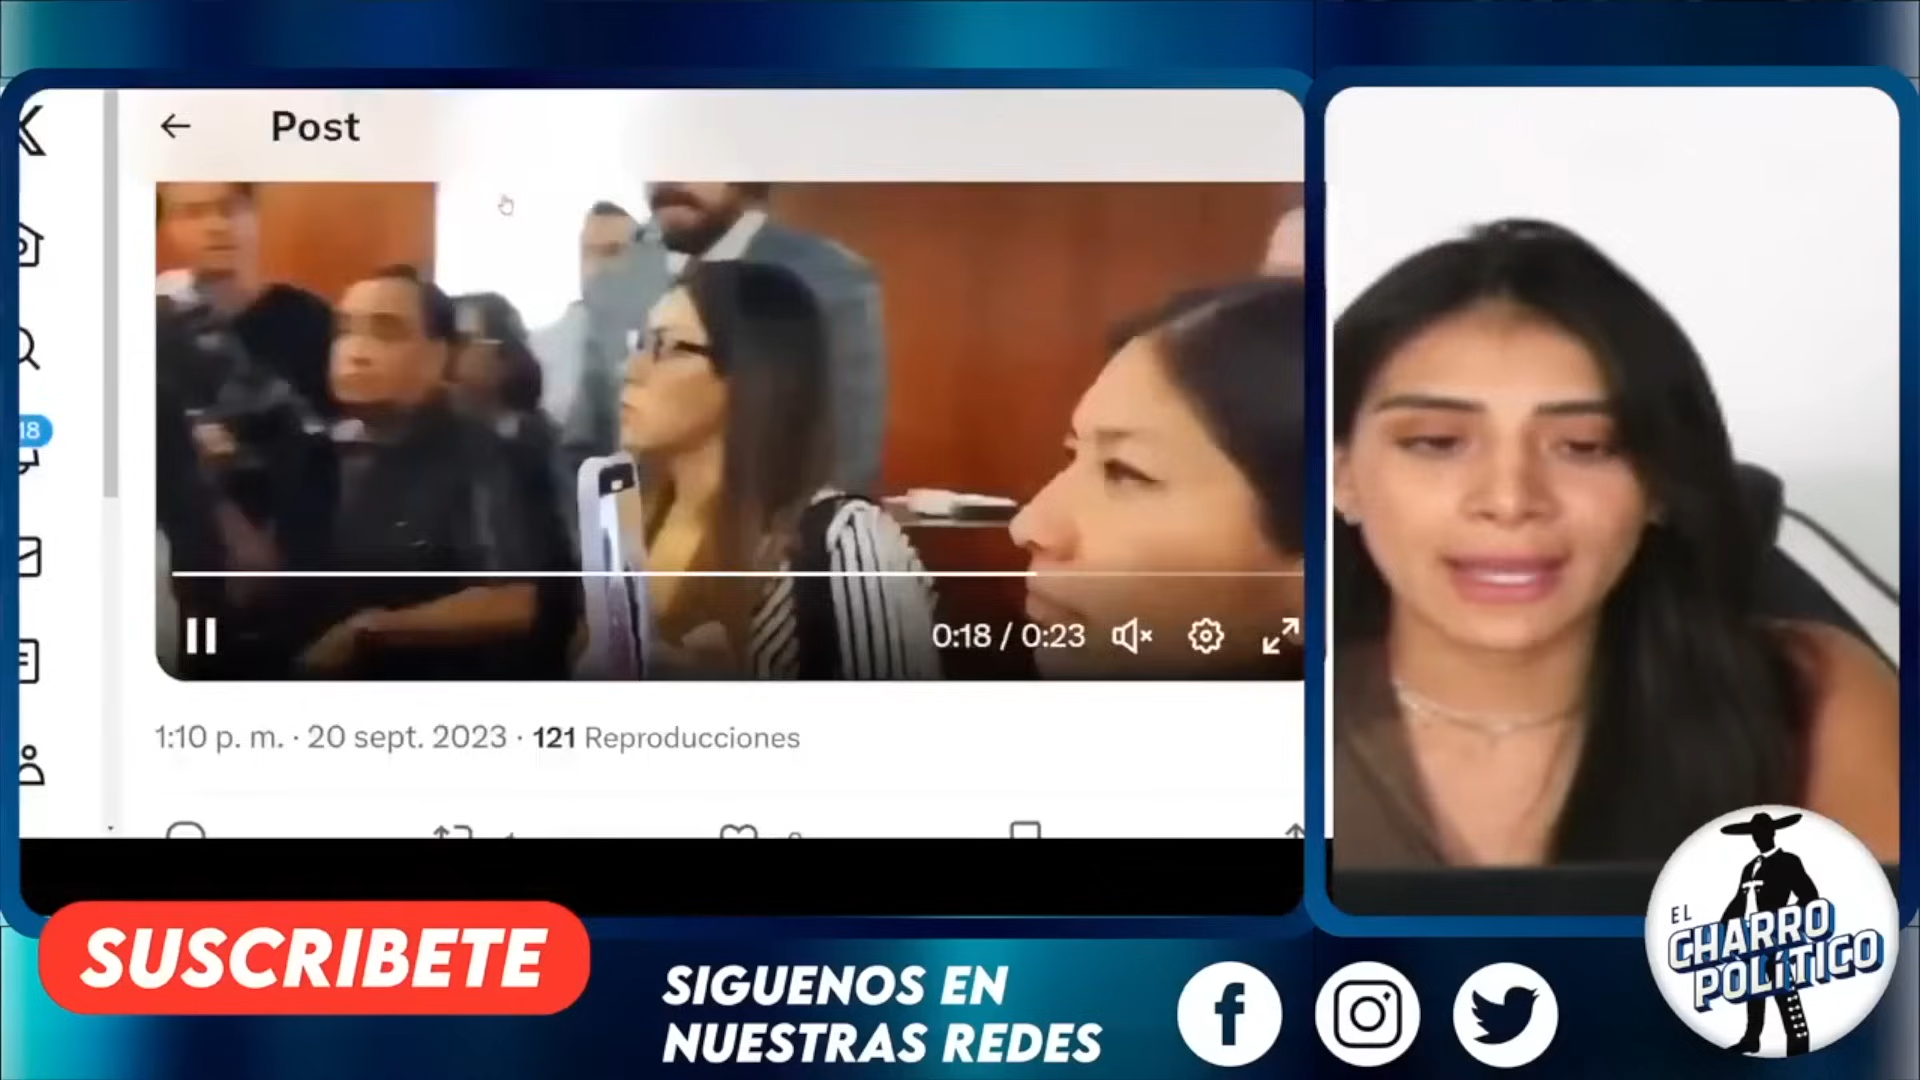 Post
18
0:18 / 0:23
1:10 p. m. · 20 sept. 2023 · 121 Reproducciones
SUSCRIBETE
SIGUENOS EN
NUESTRAS REDES
EL
CHARRO
POLÍTICO